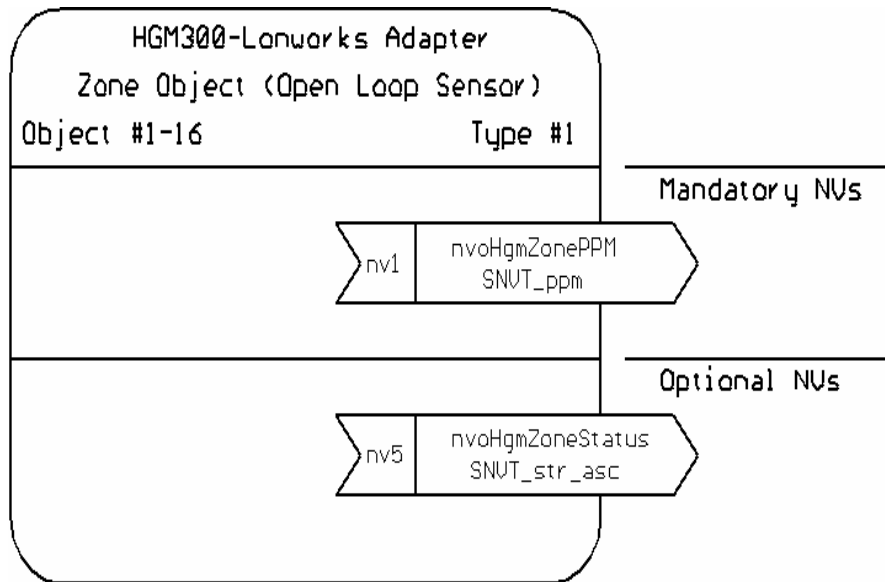 HGM300-Lonworks Adapter
Zone Object (Open Loop Sensor)
Object #1-16 Type #1
Mandatory NVs
nv1 nvoHgmZonePPM
SNVT_ppm
Optional NVs
nv5 nvoHgmZoneStatus
SNVT_str_asc